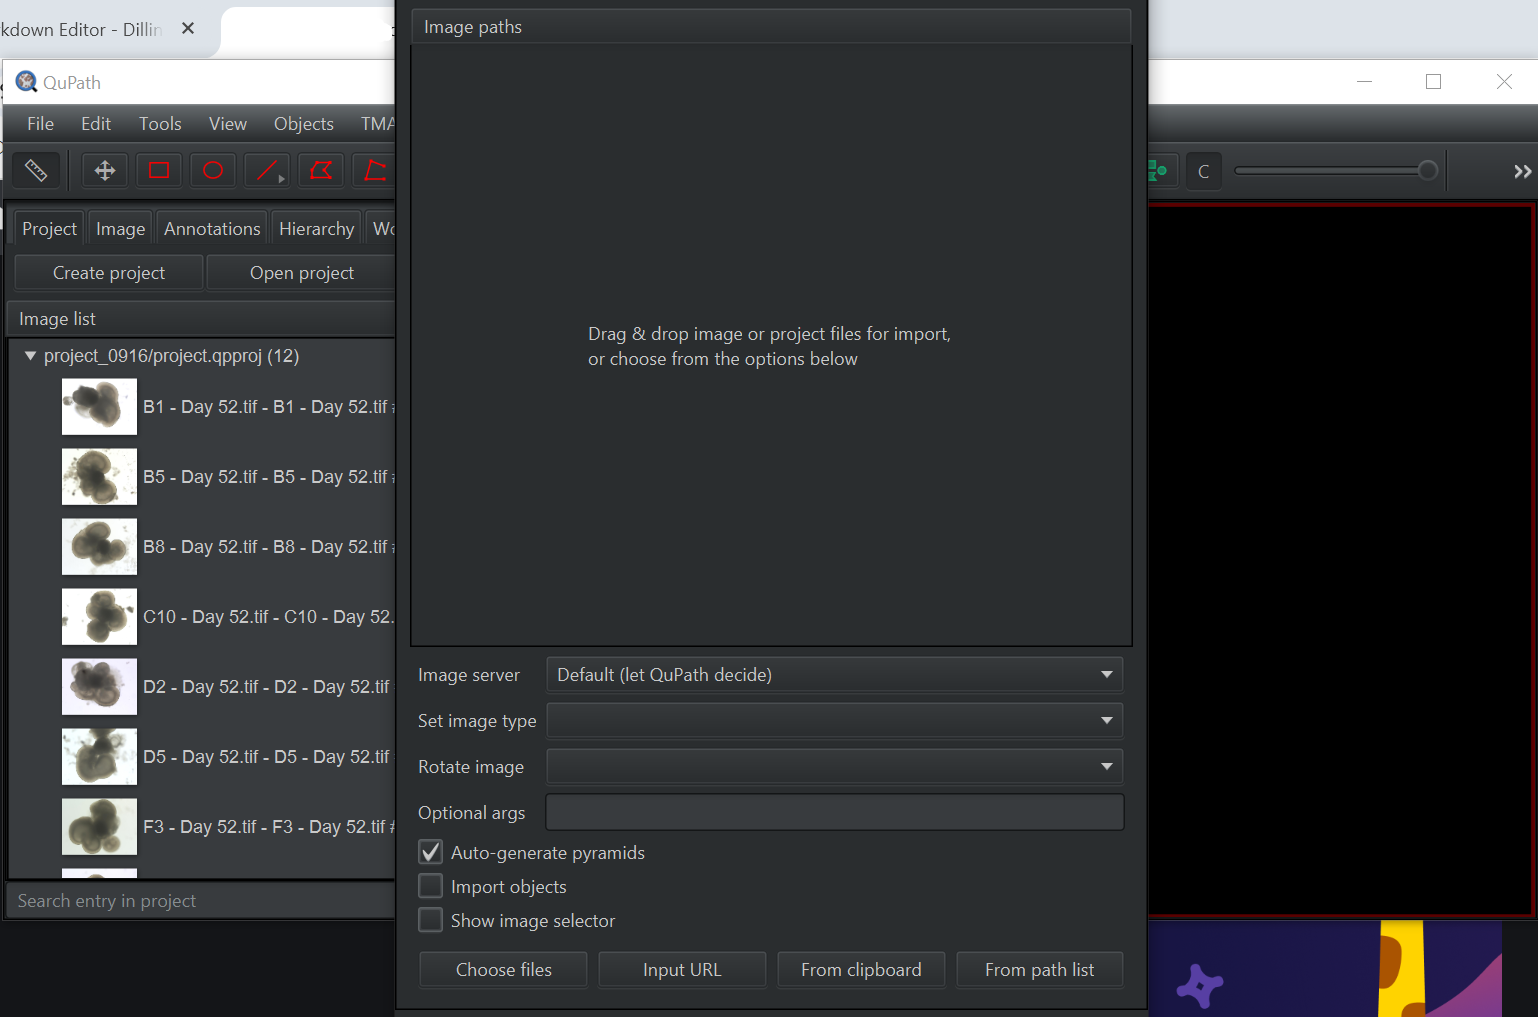 kdown Editor - Dillin
Image paths
QuPath
File Edit Tools View Objects TMA
C
Project Image Annotations Hierarchy Wo
Create project Open project
Image list
project_0916/project.qpproj (12)
B1 - Day 52.tif - B1 - Day 52.tif #
B5 - Day 52.tif - B5 - Day 52.tif #
B8 - Day 52.tif - B8 - Day 52.tif #
C10 - Day 52.tif - C10 - Day 52.
D2 - Day 52.tif - D2 - Day 52.tif
D5 - Day 52.tif - D5 - Day 52.tif
F3 - Day 52.tif - F3 - Day 52.tif #
Search entry in project
Drag & drop image or project files for import,
or choose from the options below
Image server Default (let QuPath decide)
Set image type
Rotate image
Optional args
Auto-generate pyramids
Import objects
Show image selector
Choose files Input URL From clipboard From path list